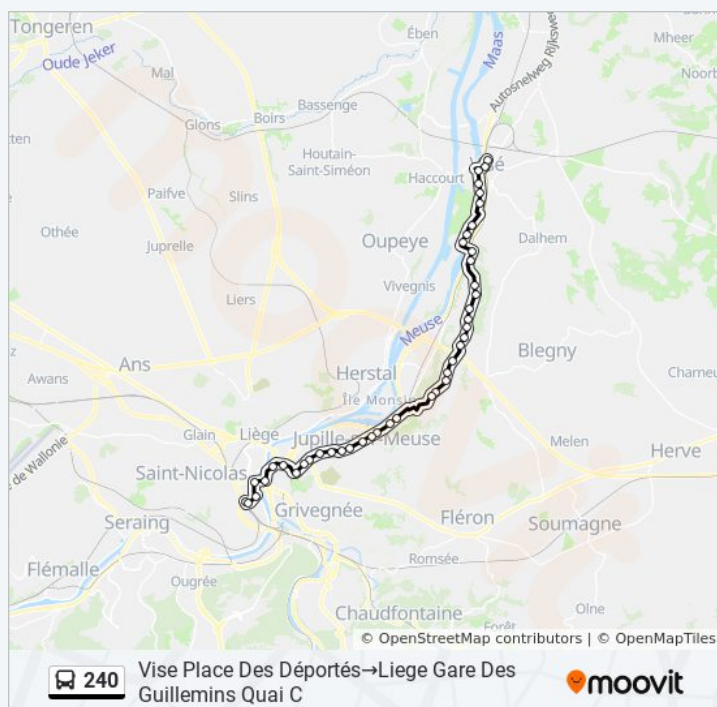 Tongeren
Oude Jeker
Mal
Ében
Maas
Autosnelweg Rijksweg
Mheer
Noorb
tten
Bassenge
Glons
Boirs
Houtain-
Saint-Siméon
Haccourt
Paifve
Slins
Othée
Juprelle
Oupeye
Dalhem
Liers
Vivegnis
Meuse
z
Ans
Blegny
Awans
Herstal
Charneu
Île Monsin
Glain
Liège
Jupille-sur-Meuse
Melen
Herve
e de Wallonie
Saint-Nicolas
Seraing
Grivegnée
Fléron
Soumagne
Flémalle
Ougrée
Romsée
Olne
Chaudfontaine
Forêt
© OpenStreetMap contributors | © OpenMapTiles
240
Vise Place Des Déportés→Liege Gare Des
Guillemins Quai C
moovit